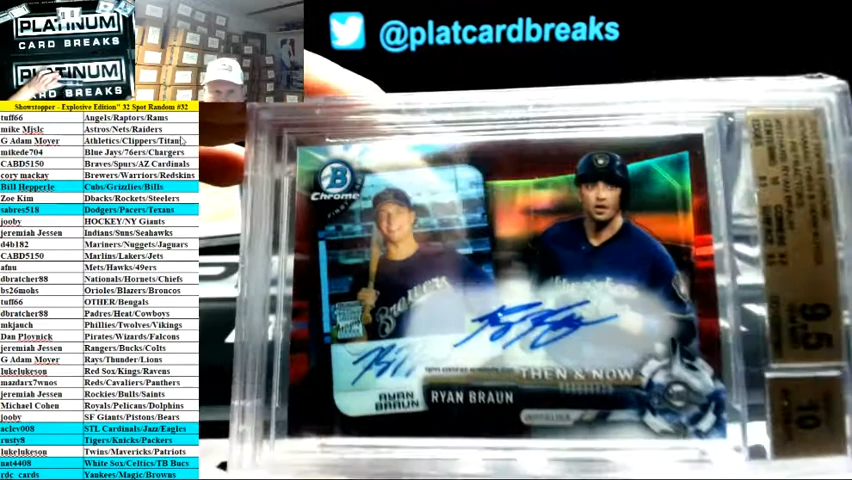 PLATINUM
CARD BREAKS
PLATINUM
CARD BREAKS
@platcardbreaks
Showstopper - Explosive Edition" 32 Spot Random #32
tuff66 Angels/Raptors/Rams
mike Mjslc Astros/Nets/Raiders
G Adam Moyer Athletics/Clippers/Titans
mikede704 Blue Jays/76ers/Chargers
CABD5150 Braves/Spurs/AZ Cardinals
cory mackay Brewers/Warriors/Redskins
Bill Hepperle Cubs/Grizzlies/Bills
Zoe Kim Dbacks/Rockets/Steelers
sabres518 Dodgers/Pacers/Texans
jooby HOCKEY/NY Giants
jeremiah Jessen Indians/Suns/Seahawks
d4b182 Mariners/Nuggets/Jaguars
CABD5150 Marlins/Lakers/Jets
afnu Mets/Hawks/49ers
dbratcher88 Nationals/Hornets/Chiefs
bs26mohs Orioles/Blazers/Broncos
tuff66 OTHER/Bengals
dbratcher88 Padres/Heat/Cowboys
mkjauch Phillies/Twolves/Vikings
Dan Ploynick Pirates/Wizards/Falcons
jeremiah Jessen Rangers/Bucks/Colts
G Adam Moyer Rays/Thunder/Lions
lukelukeson Red Sox/Kings/Ravens
mazdarx7wnos Reds/Cavaliers/Panthers
jeremiah Jessen Rockies/Bulls/Saints
Michael Cohen Royals/Pelicans/Dolphins
jooby SF Giants/Pistons/Bears
aclcv008 STL Cardinals/Jazz/Eagles
rusty8 Tigers/Knicks/Packers
lukelukeson Twins/Mavericks/Patriots
nat4408 White Sox/Celtics/TB Bucs
rdc_cards Yankees/Magic/Browns
B
Chrome
Brewers
THEN & NOW
RYAN BRAUN
RYAN BRAUN
9.5
10